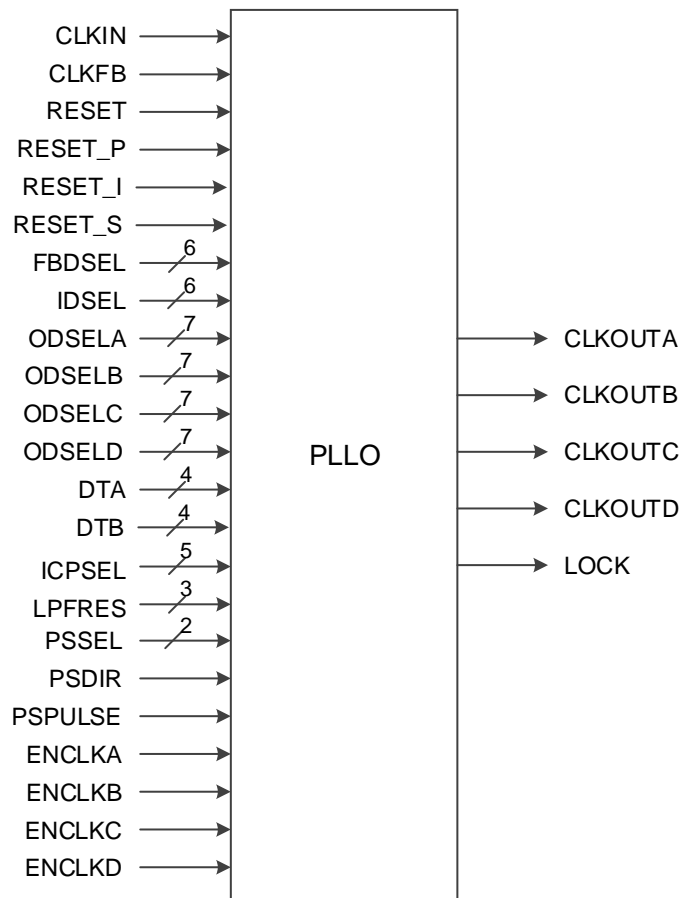 CLKIN
CLKFB
RESET
RESET_P
RESET_I
RESET_S
FBDSEL 6
IDSEL 6
ODSELA 7
ODSELB 7
ODSELC 7
ODSELD 7
DTA 4
DTB 4
ICPSEL 5
LPFRES 3
PSSEL 2
PSDIR
PSPULSE
ENCLKA
ENCLKB
ENCLKC
ENCLKD
PLLO
CLKOUTA
CLKOUTB
CLKOUTC
CLKOUTD
LOCK